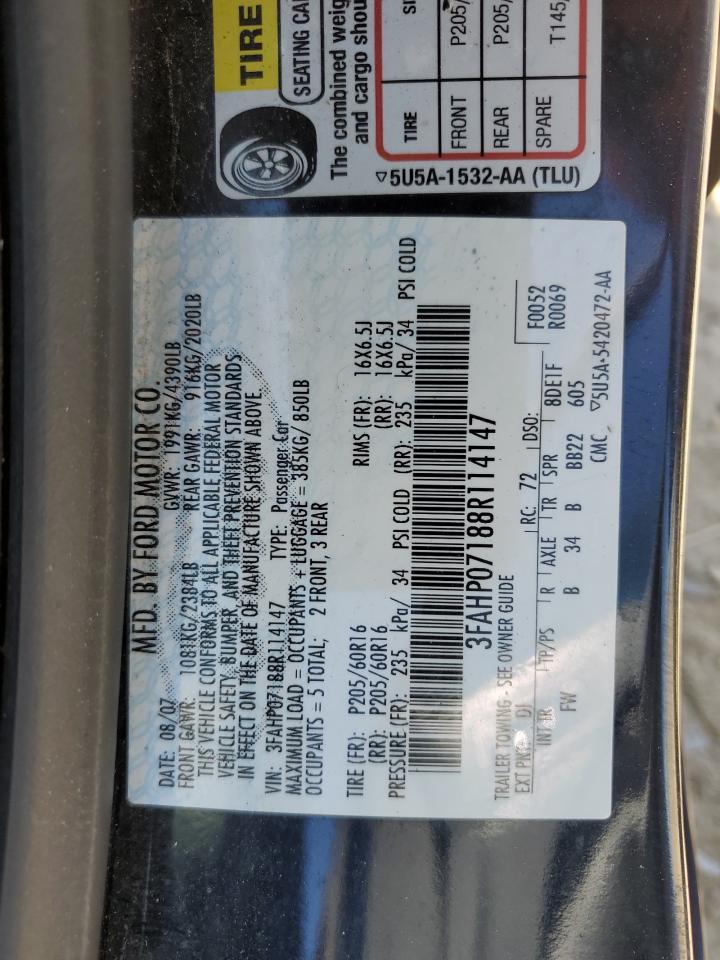 TIRE
SEATING CA
The combined weig
and cargo shou
TIRE SI
FRONT P205/
REAR P205/
SPARE T145/
5U5A-1532-AA (TLU)
MFD. BY FORD MOTOR CO.
DATE: 08/07 GVWR: 1991KG/4390LB
FRONT GAWR: 1081KG/2384LB REAR GAWR: 916KG/2020LB
THIS VEHICLE CONFORMS TO ALL APPLICABLE FEDERAL MOTOR
VEHICLE SAFETY, BUMPER, AND THEFT PREVENTION STANDARDS
IN EFFECT ON THE DATE OF MANUFACTURE SHOWN ABOVE.
VIN: 3FAHP07188R114147 TYPE: Passenger Car
MAXIMUM LOAD = OCCUPANTS + LUGGAGE = 385KG/ 850LB
OCCUPANTS = 5 TOTAL; 2 FRONT, 3 REAR
TIRE (FR): P205/60R16 RIMS (FR): 16X6.5J
(RR): P205/60R16 (RR): 16X6.5J
PRESSURE (FR): 235 kPa/ 34 PSI COLD (RR): 235 kPa/ 34 PSI COLD
3FAHP07188R114147
TRAILER TOWING - SEE OWNER GUIDE F0052
EXT PNT: DI RC: 72 DSO: R0069
INT TR TP/PS R AXLE TR SPR 8DE1F
FW B 34 B BB22 605
CMC 5U5A-5420472-AA